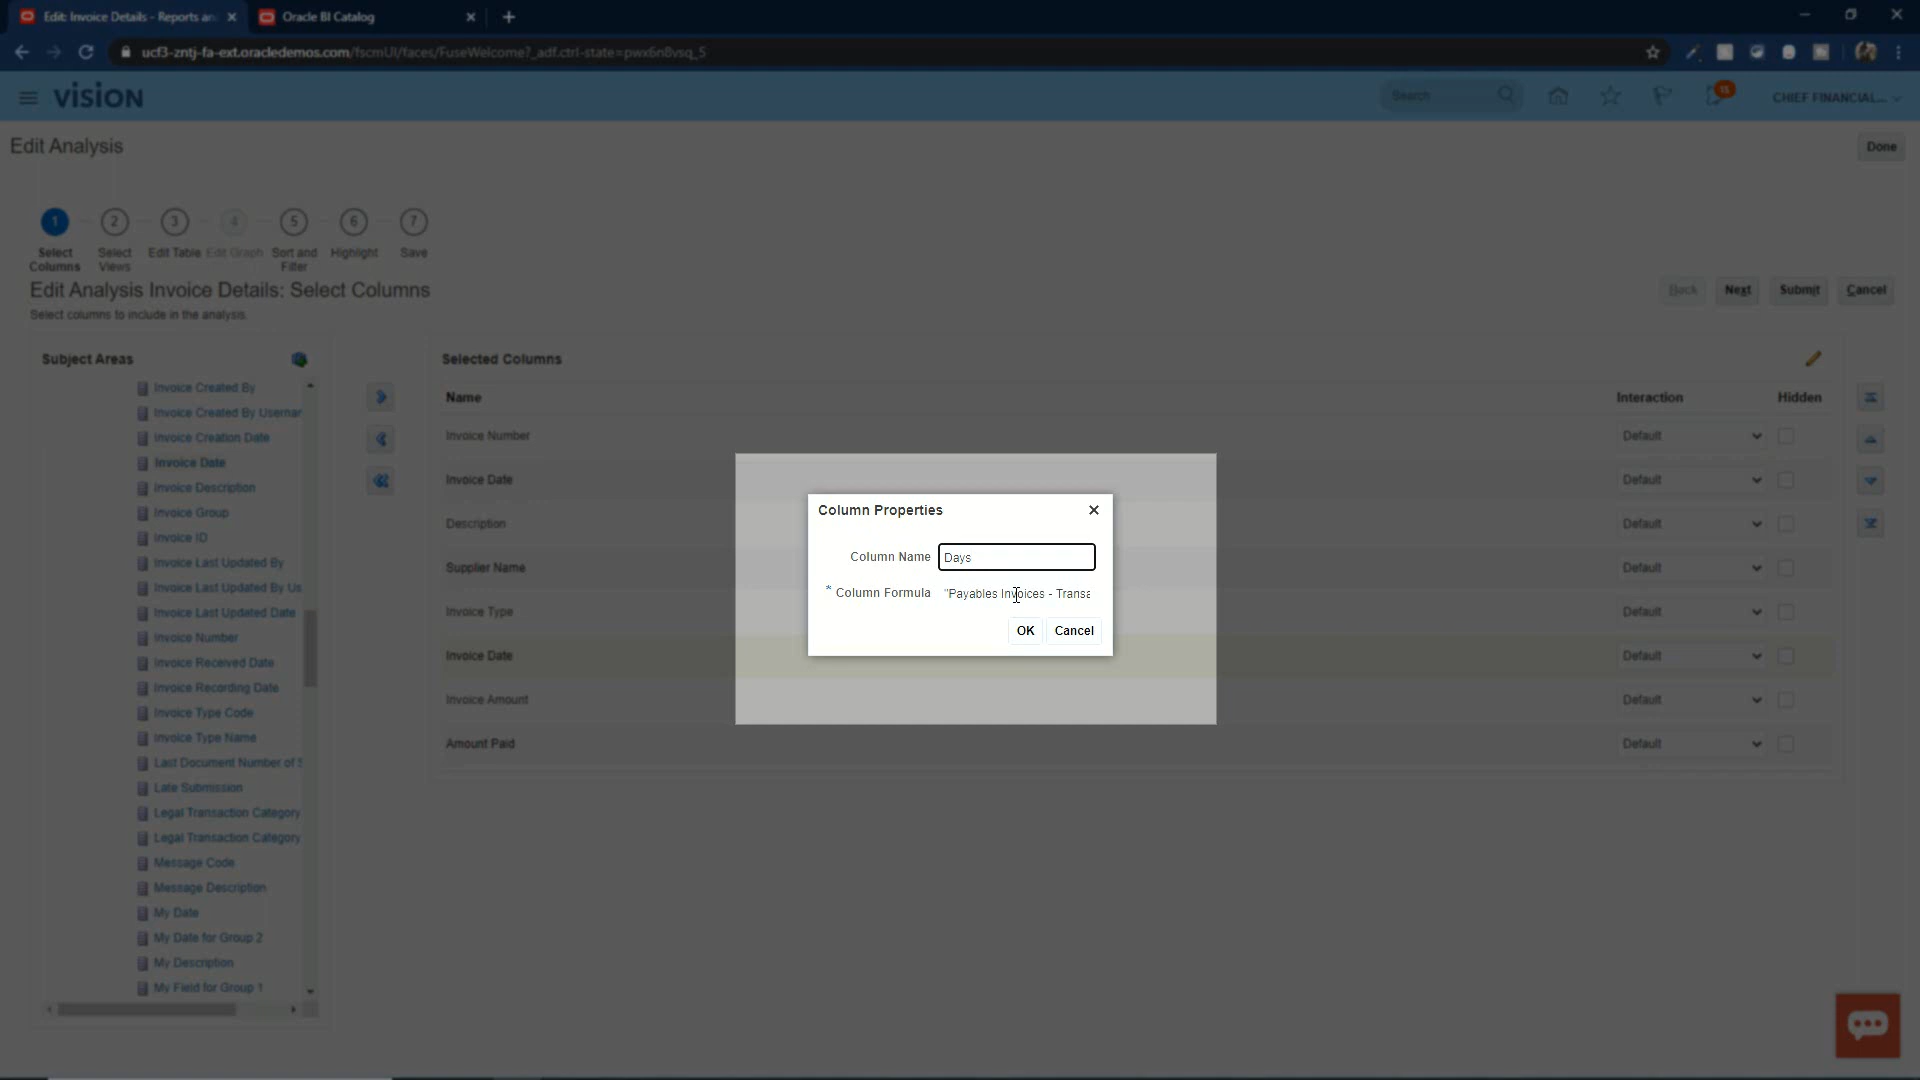 Edit: Invoice Details - Reports an
Oracle BI Catalog
ucf3-zntj-fa-ext.oracledemos.com/fscmUI/faces/FuseWelcome?_adf.ctrl-state=pwx6n8vsq_5
VISION
Search
15
CHIEF FINANCIAL...
Edit Analysis
Done
1
2
3
4
5
6
7
Select Columns
Select Views
Edit Table
Edit Graph
Sort and Filter
Highlight
Save
Edit Analysis Invoice Details: Select Columns
Back
Next
Submit
Cancel
Select columns to include in the analysis.
Subject Areas
Invoice Created By
Invoice Created By Usernar
Invoice Creation Date
Invoice Date
Invoice Description
Invoice Group
Invoice ID
Invoice Last Updated By
Invoice Last Updated By Us
Invoice Last Updated Date
Invoice Number
Invoice Received Date
Invoice Recording Date
Invoice Type Code
Invoice Type Name
Last Document Number of S
Late Submission
Legal Transaction Category
Legal Transaction Category
Message Code
Message Description
My Date
My Date for Group 2
My Description
My Field for Group 1
Selected Columns
Name
Interaction
Hidden
Invoice Number
Default
Invoice Date
Default
Description
Default
Supplier Name
Default
Invoice Type
Default
Invoice Date
Default
Invoice Amount
Default
Amount Paid
Default
Column Properties
Column Name
Days
* Column Formula
"Payables Invoices - Transa
OK
Cancel